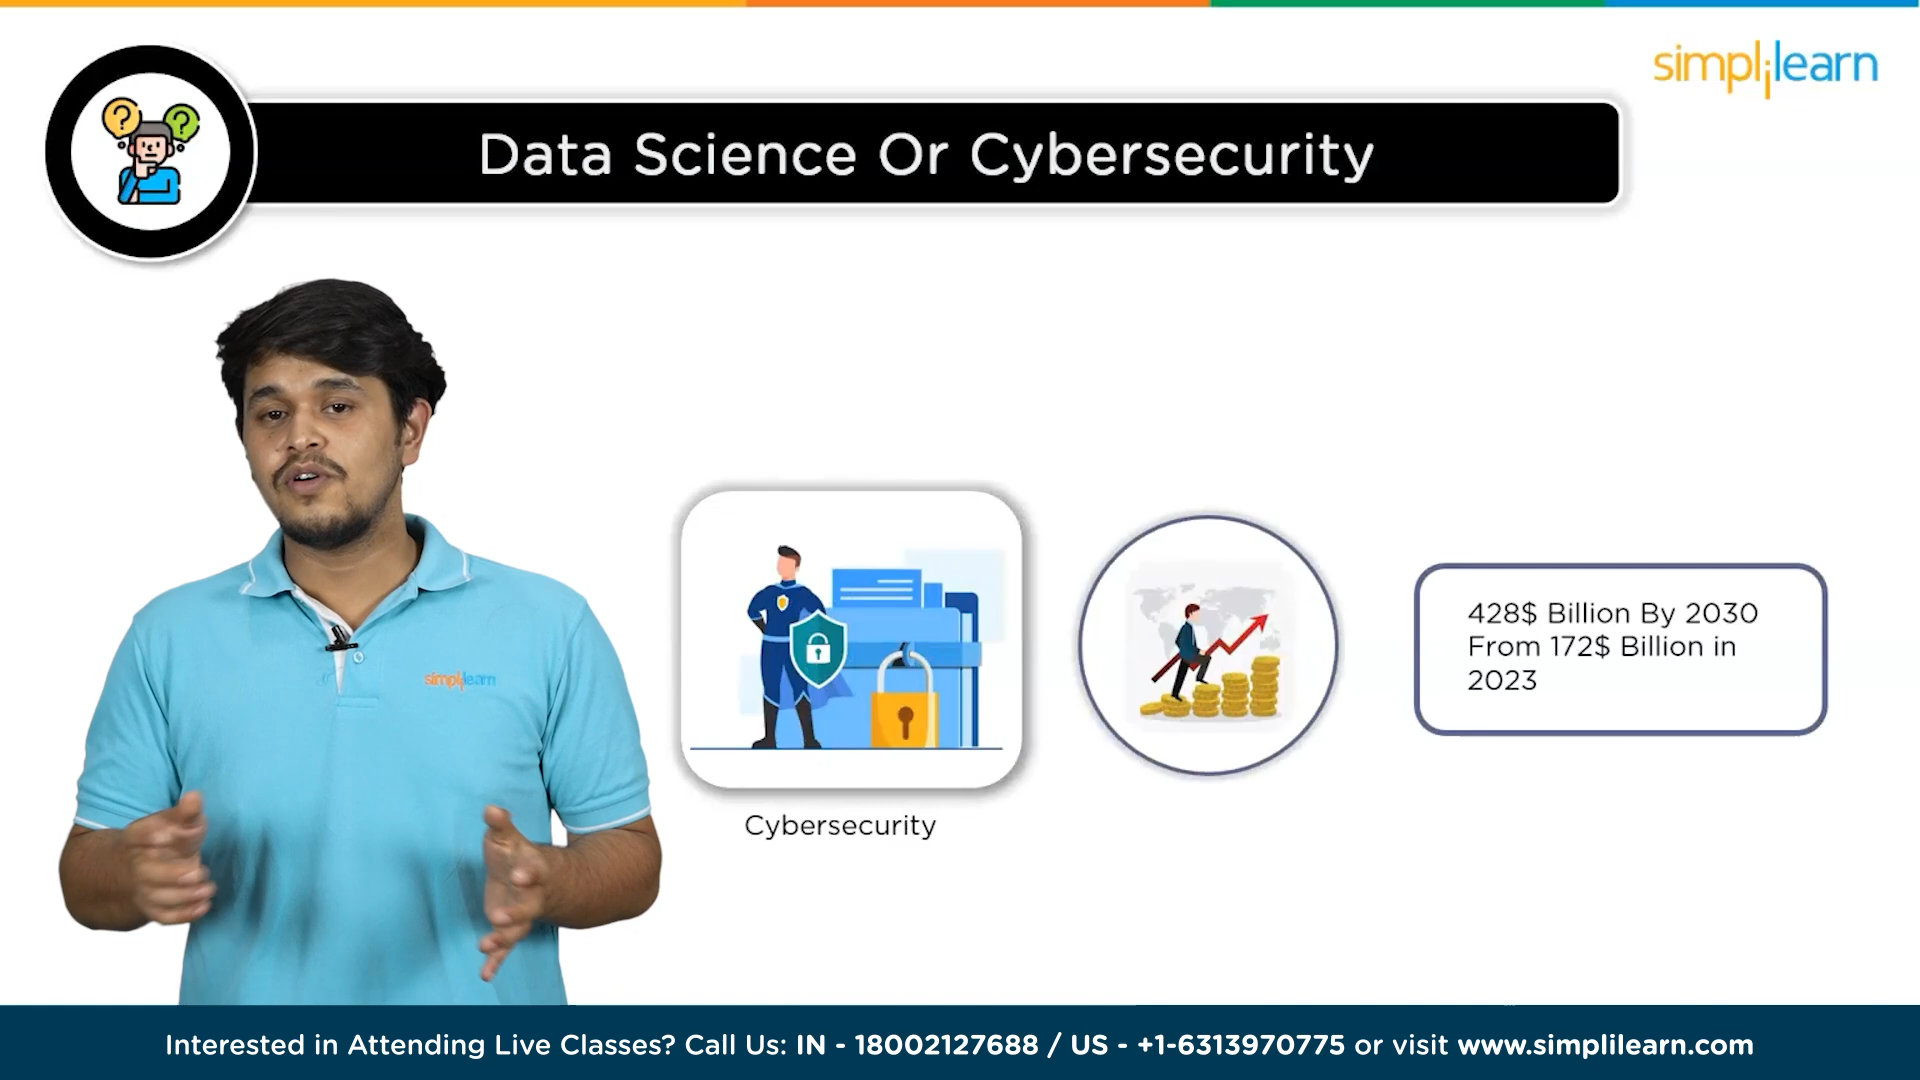 simplilearn
Data Science Or Cybersecurity
simplilearn
428$ Billion By 2030
From 172$ Billion in
2023
Cybersecurity
Interested in Attending Live Classes? Call Us: IN - 18002127688 / US - +1-6313970775 or visit www.simplilearn.com